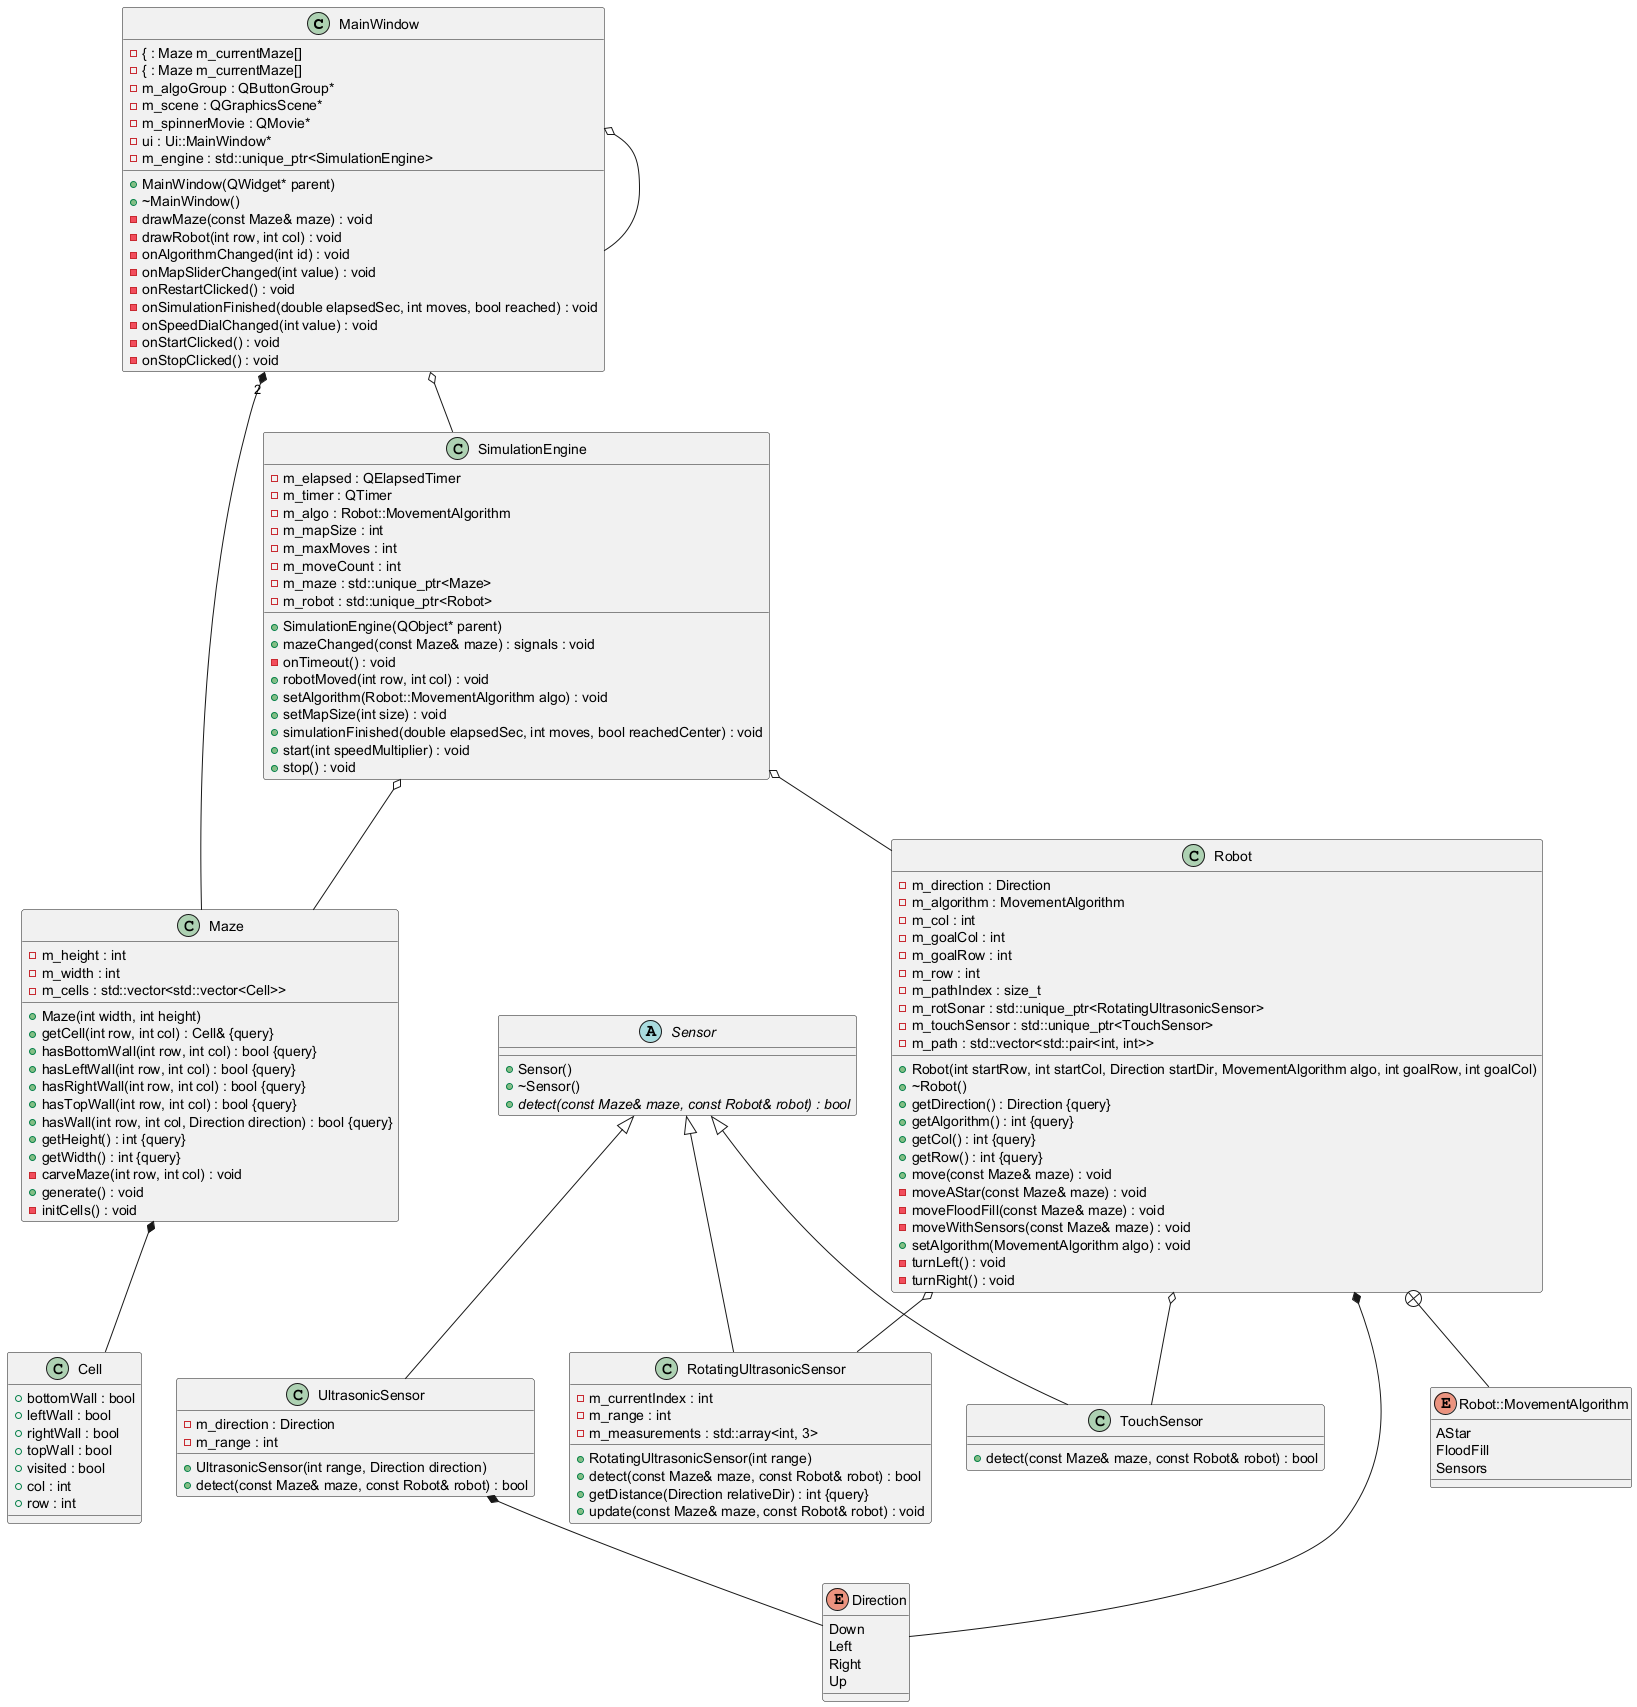 C MainWindow
{ : Maze m_currentMaze[]
{ : Maze m_currentMaze[]
m_algoGroup : QButtonGroup*
m_scene : QGraphicsScene*
m_spinnerMovie : QMovie*
ui : Ui::MainWindow*
m_engine : std::unique_ptr<SimulationEngine>
MainWindow(QWidget* parent)
~MainWindow()
drawMaze(const Maze& maze) : void
drawRobot(int row, int col) : void
onAlgorithmChanged(int id) : void
onMapSliderChanged(int value) : void
onRestartClicked() : void
onSimulationFinished(double elapsedSec, int moves, bool reached) : void
onSpeedDialChanged(int value) : void
onStartClicked() : void
onStopClicked() : void
2
C SimulationEngine
m_elapsed : QElapsedTimer
m_timer : QTimer
m_algo : Robot::MovementAlgorithm
m_mapSize : int
m_maxMoves : int
m_moveCount : int
m_maze : std::unique_ptr<Maze>
m_robot : std::unique_ptr<Robot>
SimulationEngine(QObject* parent)
mazeChanged(const Maze& maze) : signals : void
onTimeout() : void
robotMoved(int row, int col) : void
setAlgorithm(Robot::MovementAlgorithm algo) : void
setMapSize(int size) : void
simulationFinished(double elapsedSec, int moves, bool reachedCenter) : void
start(int speedMultiplier) : void
stop() : void
C Maze
m_height : int
m_width : int
m_cells : std::vector<std::vector<Cell>>
Maze(int width, int height)
getCell(int row, int col) : Cell& {query}
hasBottomWall(int row, int col) : bool {query}
hasLeftWall(int row, int col) : bool {query}
hasRightWall(int row, int col) : bool {query}
hasTopWall(int row, int col) : bool {query}
hasWall(int row, int col, Direction direction) : bool {query}
getHeight() : int {query}
getWidth() : int {query}
carveMaze(int row, int col) : void
generate() : void
initCells() : void
A Sensor
Sensor()
~Sensor()
detect(const Maze& maze, const Robot& robot) : bool
C Robot
m_direction : Direction
m_algorithm : MovementAlgorithm
m_col : int
m_goalCol : int
m_goalRow : int
m_row : int
m_pathIndex : size_t
m_rotSonar : std::unique_ptr<RotatingUltrasonicSensor>
m_touchSensor : std::unique_ptr<TouchSensor>
m_path : std::vector<std::pair<int, int>>
Robot(int startRow, int startCol, Direction startDir, MovementAlgorithm algo, int goalRow, int goalCol)
~Robot()
getDirection() : Direction {query}
getAlgorithm() : int {query}
getCol() : int {query}
getRow() : int {query}
move(const Maze& maze) : void
moveAStar(const Maze& maze) : void
moveFloodFill(const Maze& maze) : void
moveWithSensors(const Maze& maze) : void
setAlgorithm(MovementAlgorithm algo) : void
turnLeft() : void
turnRight() : void
C Cell
bottomWall : bool
leftWall : bool
rightWall : bool
topWall : bool
visited : bool
col : int
row : int
C UltrasonicSensor
m_direction : Direction
m_range : int
UltrasonicSensor(int range, Direction direction)
detect(const Maze& maze, const Robot& robot) : bool
C RotatingUltrasonicSensor
m_currentIndex : int
m_range : int
m_measurements : std::array<int, 3>
RotatingUltrasonicSensor(int range)
detect(const Maze& maze, const Robot& robot) : bool
getDistance(Direction relativeDir) : int {query}
update(const Maze& maze, const Robot& robot) : void
C TouchSensor
detect(const Maze& maze, const Robot& robot) : bool
E Robot::MovementAlgorithm
AStar
FloodFill
Sensors
E Direction
Down
Left
Right
Up